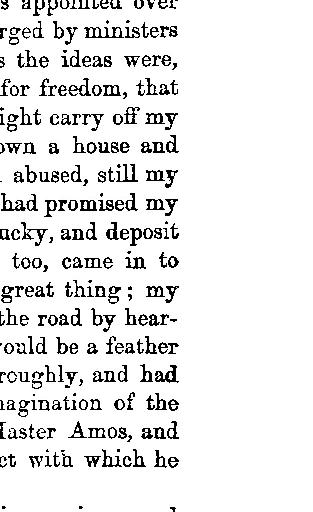 s appointed over
rged by ministers
s the ideas were,
for freedom, that
ight carry off my
own a house and
abused, still my
had promised my
ucky, and deposit
too, came in to
great thing; my
the road by hear-
ould be a feather
roughly, and had
nagination of the
Master Amos, and
ct with which he